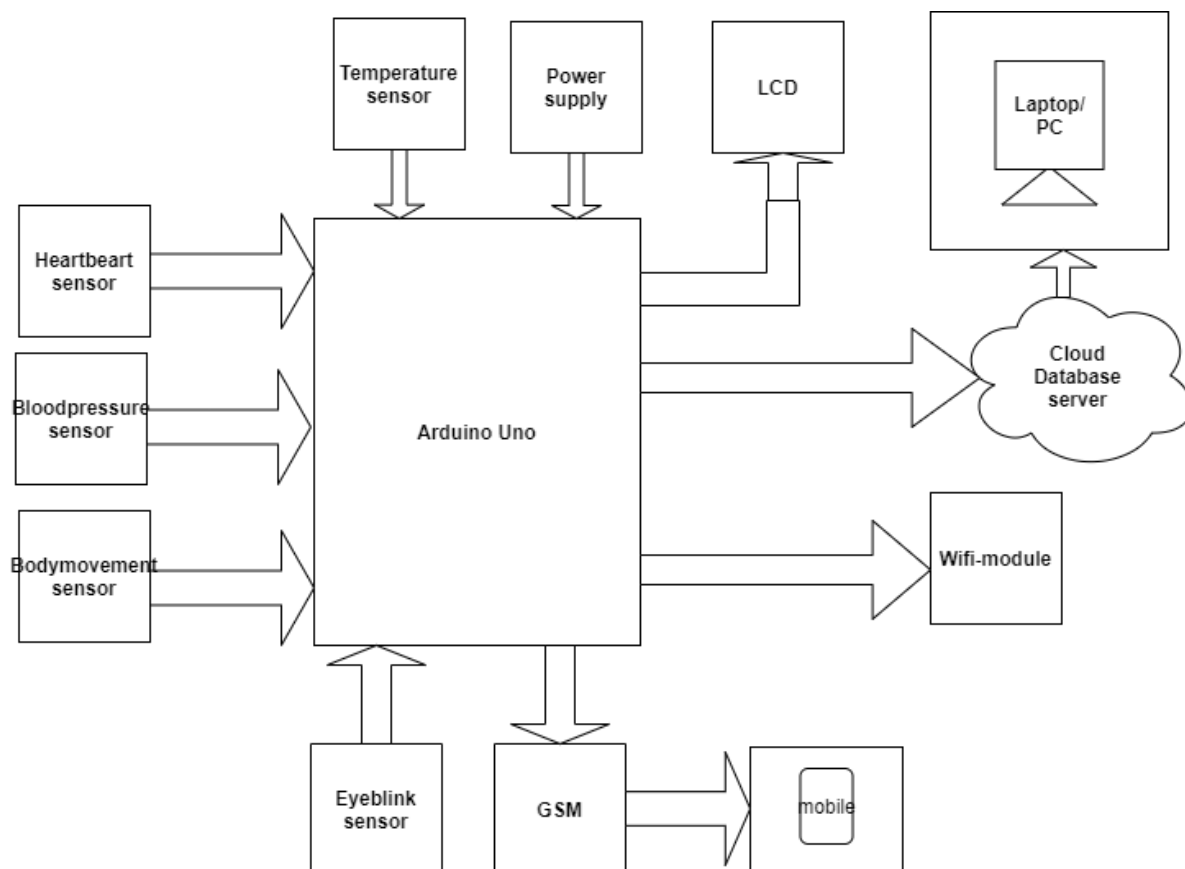 Temperature
sensor
Power
supply
LCD
Laptop/
PC
Heartbeart
sensor
Bloodpressure
sensor
Arduino Uno
Cloud
Database
server
Bodymovement
sensor
Wifi-module
Eyeblink
sensor
GSM
mobile